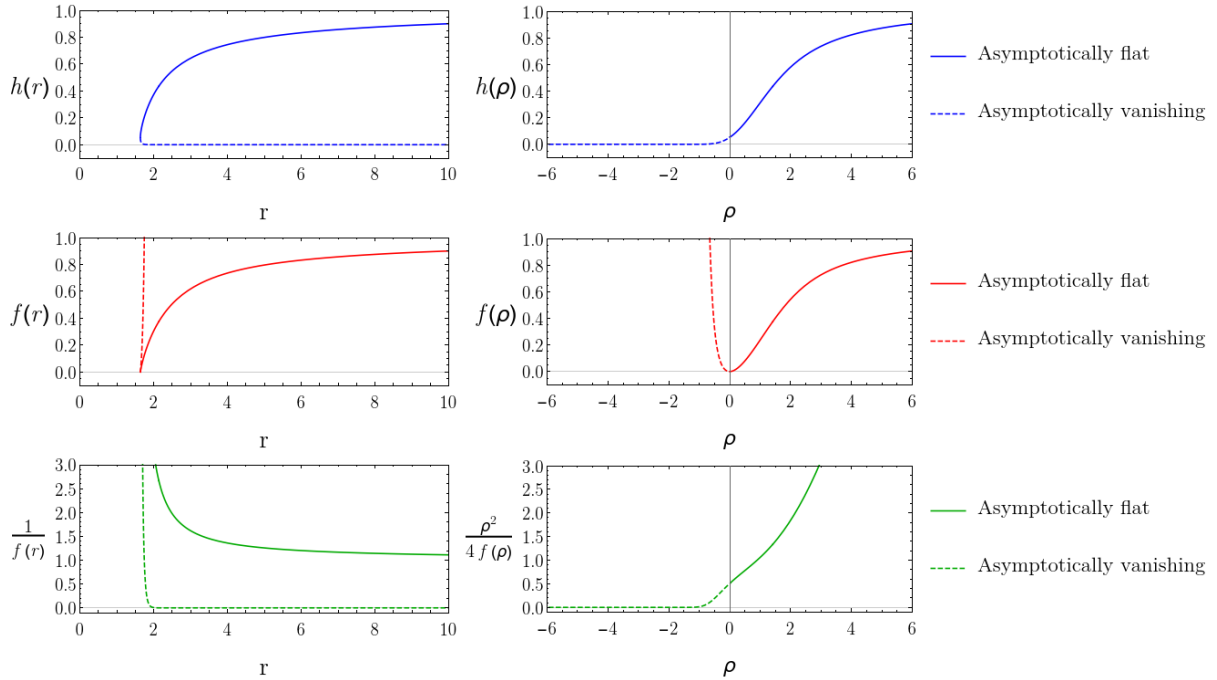 1.0
0.8
0.6
0.4
0.2
0.0
h(r)
0 2 4 6 8 10
r
1.0
0.8
0.6
0.4
0.2
0.0
h(ρ)
−6 −4 −2 0 2 4 6
ρ
Asymptotically flat
Asymptotically vanishing
1.0
0.8
0.6
0.4
0.2
0.0
f(r)
0 2 4 6 8 10
r
1.0
0.8
0.6
0.4
0.2
0.0
f(ρ)
−6 −4 −2 0 2 4 6
ρ
Asymptotically flat
Asymptotically vanishing
3.0
2.5
2.0
1.5
1.0
0.5
0.0
1
f(r)
0 2 4 6 8 10
r
3.0
2.5
2.0
1.5
1.0
0.5
0.0
ρ²
4 f(ρ)
−6 −4 −2 0 2 4 6
ρ
Asymptotically flat
Asymptotically vanishing